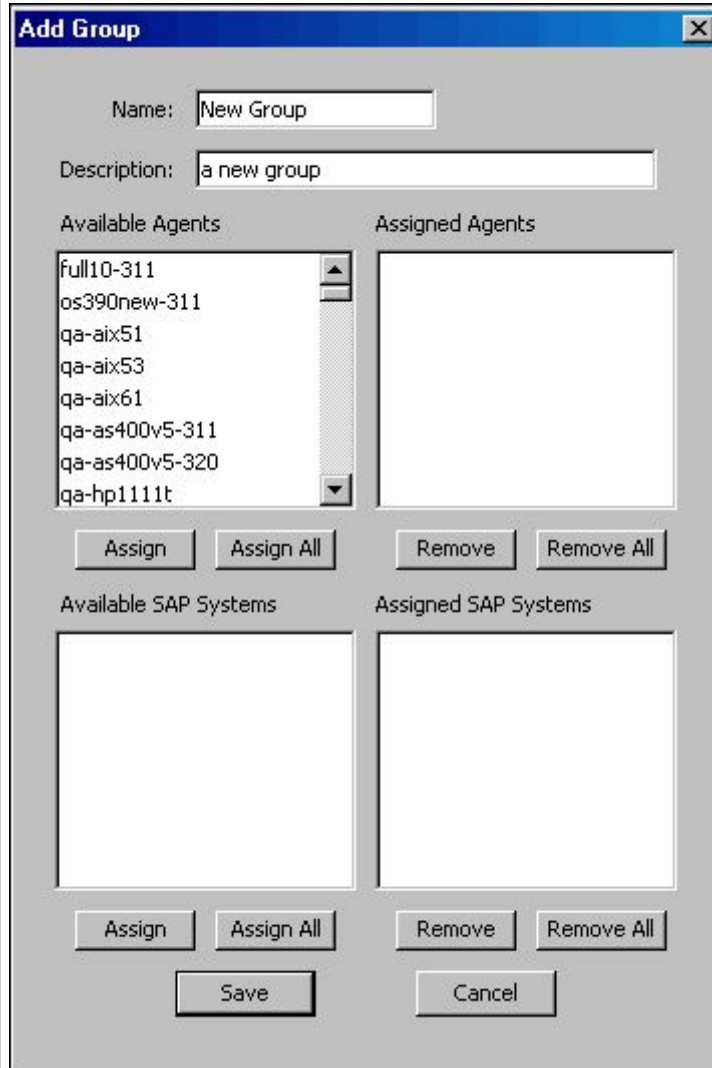 Add Group
Name: New Group
Description: a new group
Available Agents Assigned Agents
full10-311
os390new-311
qa-aix51
qa-aix53
qa-aix61
qa-as400v5-311
qa-as400v5-320
qa-hp1111t
Assign Assign All Remove Remove All
Available SAP Systems Assigned SAP Systems
Assign Assign All Remove Remove All
Save Cancel